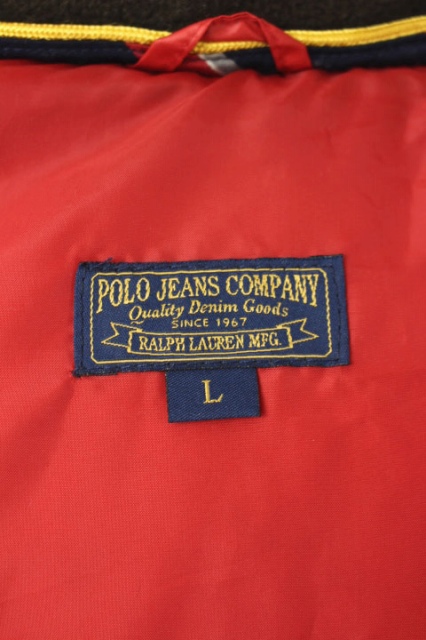 POLO JEANS COMPANY
Quality Denim Goods
SINCE 1967
RALPH LAUREN MFG.
L